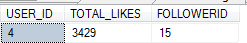 USER_ID TOTAL_LIKES FOLLOWERID
4 3429 15